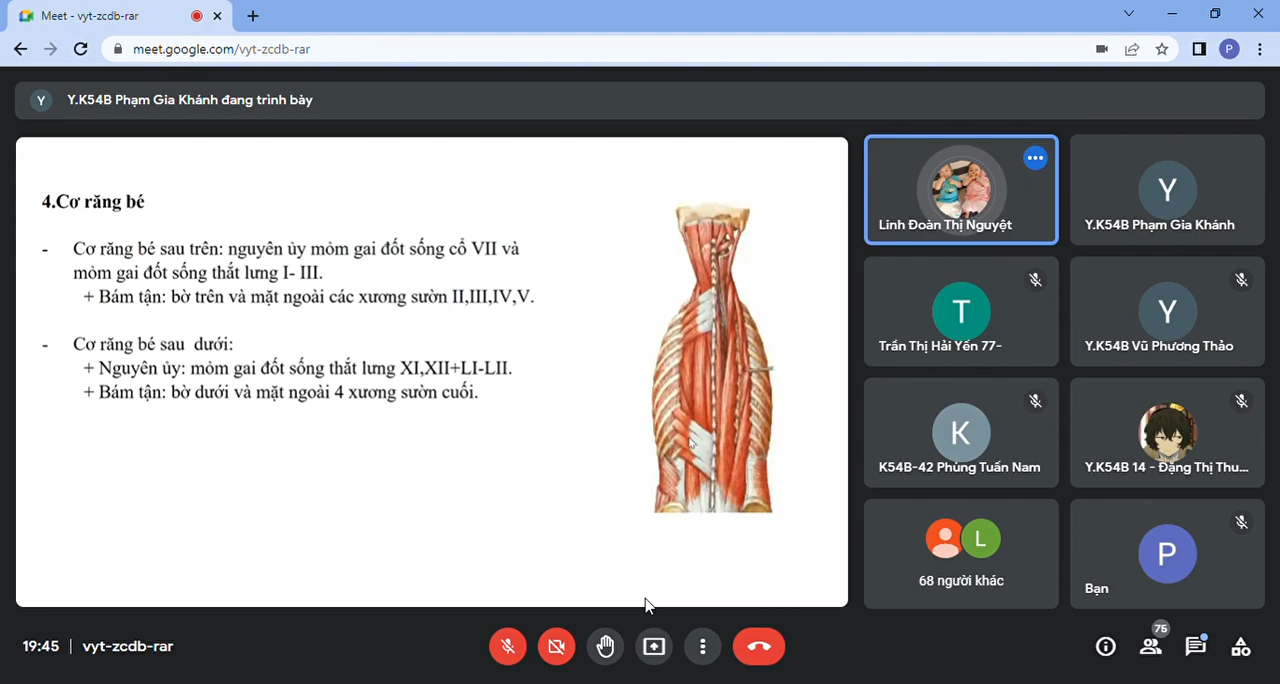 Meet - vyt-zcdb-rar
meet.google.com/vyt-zcdb-rar
P
Y
Y.K54B Phạm Gia Khánh đang trình bày
4.Cơ răng bé
- Cơ răng bé sau trên: nguyên ủy mỏm gai đốt sống cổ VII và
mỏm gai đốt sống thắt lưng I- III.
+ Bám tận: bờ trên và mặt ngoài các xương sườn II,III,IV,V.
- Cơ răng bé sau dưới:
+ Nguyên ủy: mỏm gai đốt sống thắt lưng XI,XII+LI-LII.
+ Bám tận: bờ dưới và mặt ngoài 4 xương sườn cuối.
Linh Đoàn Thị Nguyệt
Y
Y.K54B Phạm Gia Khánh
T
Trần Thị Hải Yến 77-
Y
Y.K54B Vũ Phương Thảo
K
K54B-42 Phùng Tuấn Nam
Y.K54B 14 - Đặng Thị Thu...
L
68 người khác
P
Bạn
19:45 | vyt-zcdb-rar
75